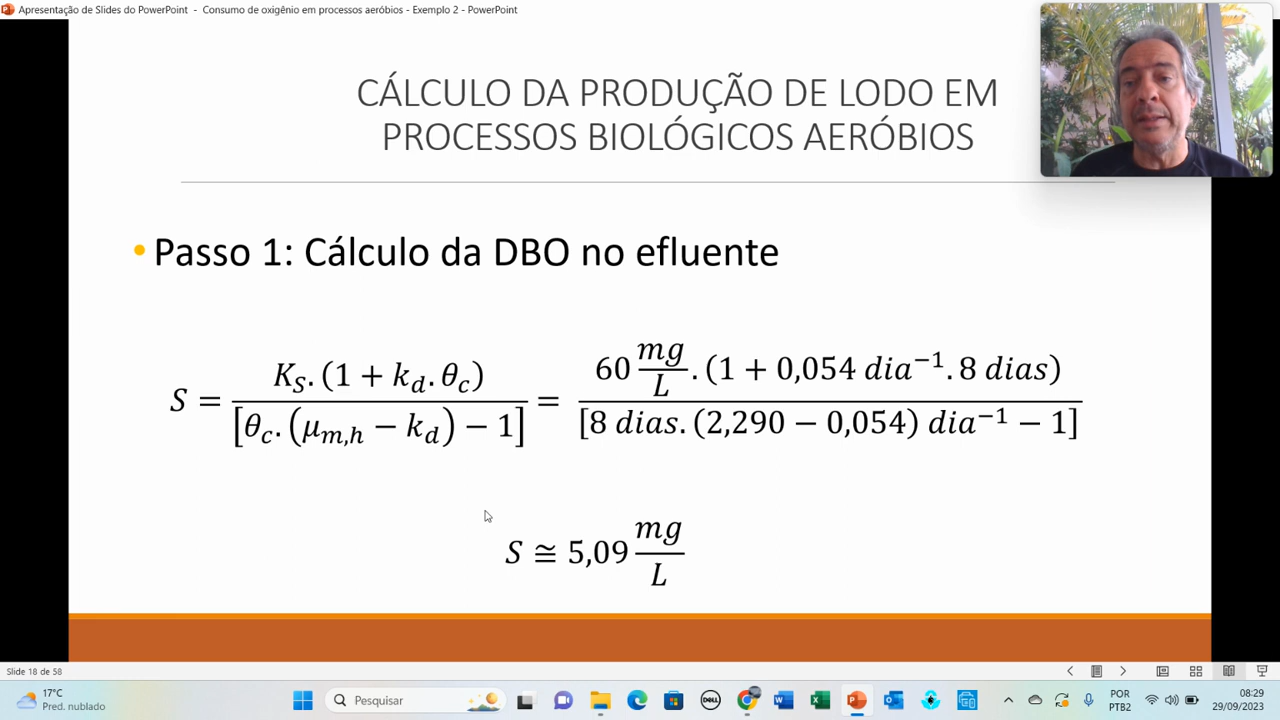 Apresentação de Slides do PowerPoint - Consumo de oxigênio em processos aeróbios - Exemplo 2 - PowerPoint
CÁLCULO DA PRODUÇÃO DE LODO EM
PROCESSOS BIOLÓGICOS AERÓBIOS
• Passo 1: Cálculo da DBO no efluente
S = K_S.(1 + k_d.θ_c) / [θ_c.(μ_{m,h} − k_d) − 1] = 60 mg/L.(1 + 0,054 dia⁻¹.8 dias) / [8 dias.(2,290 − 0,054) dia⁻¹ − 1]
S ≅ 5,09 mg/L
Slide 18 de 58
17°C
Pred. nublado
Pesquisar
DELL
POR
PTB2
08:29
29/09/2023